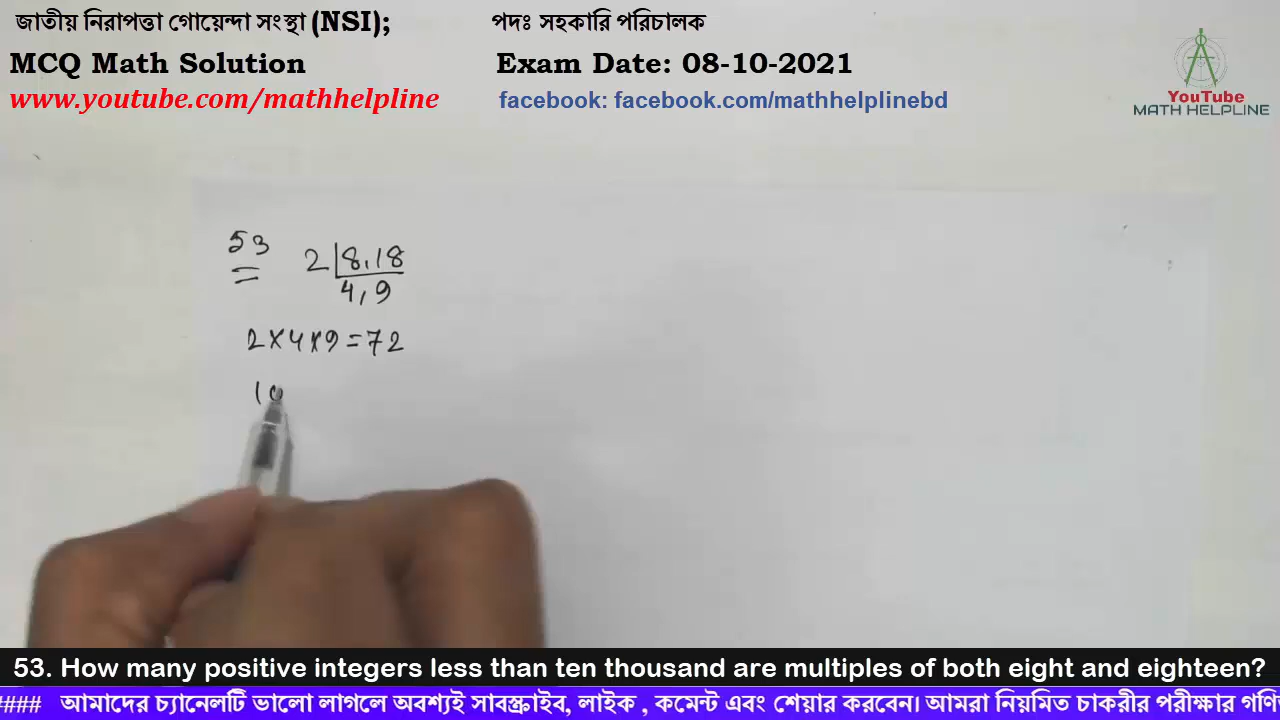 জাতীয় নিরাপত্তা গোয়েন্দা সংস্থা (NSI); পদঃ সহকারি পরিচালক
MCQ Math Solution Exam Date: 08-10-2021
www.youtube.com/mathhelpline facebook: facebook.com/mathhelplinebd
YouTube
MATH HELPLINE
53 2 8,18
4, 9
2×4×9=72
10
53. How many positive integers less than ten thousand are multiples of both eight and eighteen?
#### আমাদের চ্যানেলটি ভালো লাগলে অবশ্যই সাবস্ক্রাইব, লাইক , কমেন্ট এবং শেয়ার করবেন। আমরা নিয়মিত চাকরীর পরীক্ষার গণি